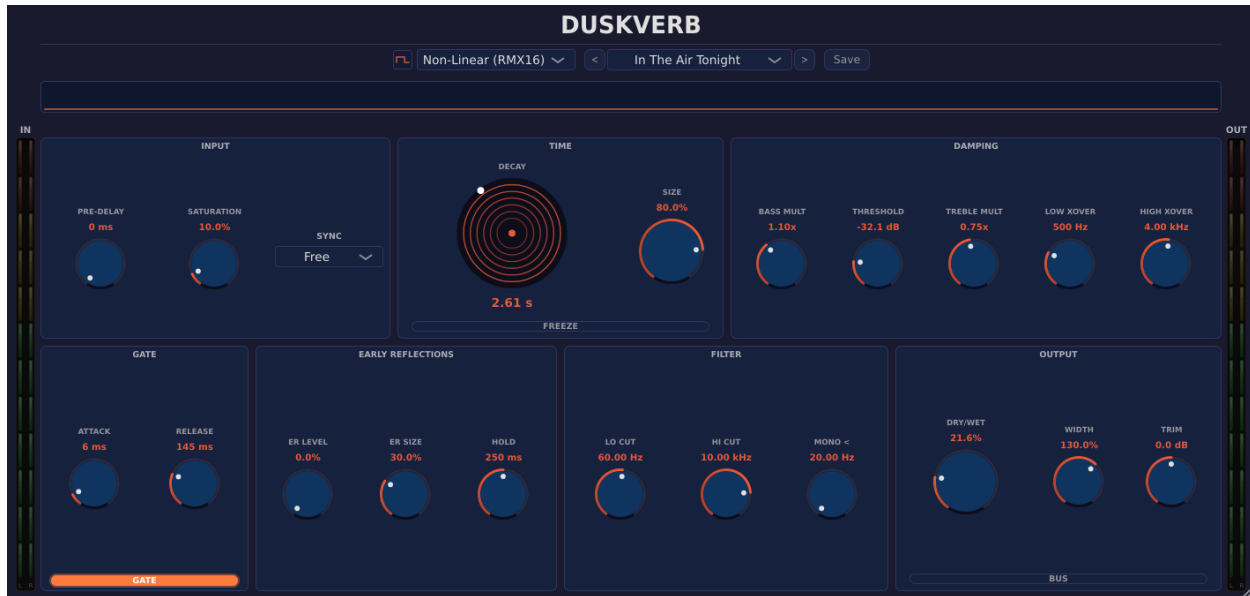 DUSKVERB
Non-Linear (RMX16)
<
In The Air Tonight
>
Save
IN
OUT
INPUT
PRE-DELAY
0 ms
SATURATION
10.0%
SYNC
Free
TIME
DECAY
2.61 s
SIZE
80.0%
FREEZE
DAMPING
BASS MULT
1.10x
THRESHOLD
-32.1 dB
TREBLE MULT
0.75x
LOW XOVER
500 Hz
HIGH XOVER
4.00 kHz
GATE
ATTACK
6 ms
RELEASE
145 ms
GATE
EARLY REFLECTIONS
ER LEVEL
0.0%
ER SIZE
30.0%
HOLD
250 ms
FILTER
LO CUT
60.00 Hz
HI CUT
10.00 kHz
MONO <
20.00 Hz
OUTPUT
DRY/WET
21.6%
WIDTH
130.0%
TRIM
0.0 dB
BUS
L R
L R